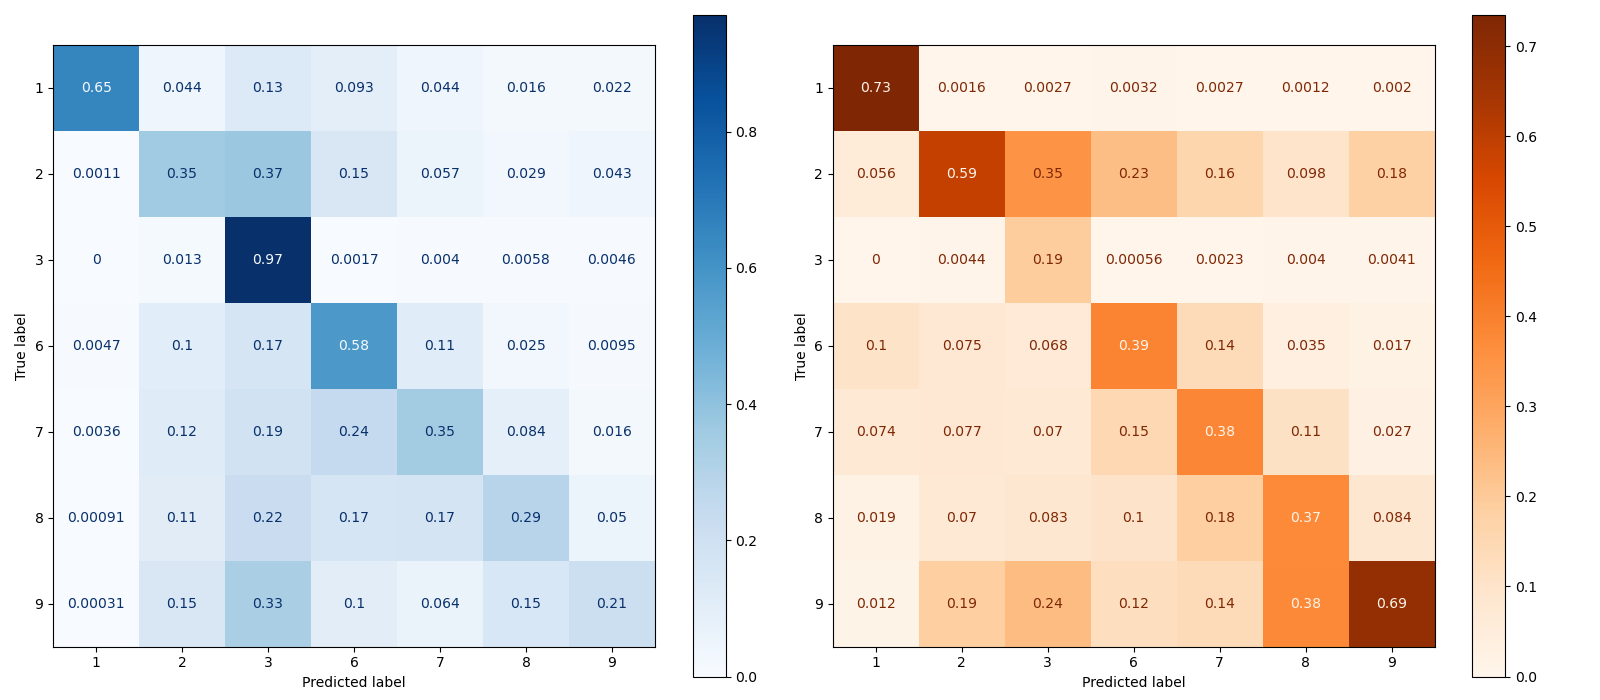 1 0.65 0.044 0.13 0.093 0.044 0.016 0.022
2 0.0011 0.35 0.37 0.15 0.057 0.029 0.043
3 0 0.013 0.97 0.0017 0.004 0.0058 0.0046
6 0.0047 0.1 0.17 0.58 0.11 0.025 0.0095
7 0.0036 0.12 0.19 0.24 0.35 0.084 0.016
8 0.00091 0.11 0.22 0.17 0.17 0.29 0.05
9 0.00031 0.15 0.33 0.1 0.064 0.15 0.21
1 2 3 6 7 8 9
Predicted label
True label
0.8
0.6
0.4
0.2
0.0
1 0.73 0.0016 0.0027 0.0032 0.0027 0.0012 0.002
2 0.056 0.59 0.35 0.23 0.16 0.098 0.18
3 0 0.0044 0.19 0.00056 0.0023 0.004 0.0041
6 0.1 0.075 0.068 0.39 0.14 0.035 0.017
7 0.074 0.077 0.07 0.15 0.38 0.11 0.027
8 0.019 0.07 0.083 0.1 0.18 0.37 0.084
9 0.012 0.19 0.24 0.12 0.14 0.38 0.69
1 2 3 6 7 8 9
Predicted label
True label
0.7
0.6
0.5
0.4
0.3
0.2
0.1
0.0